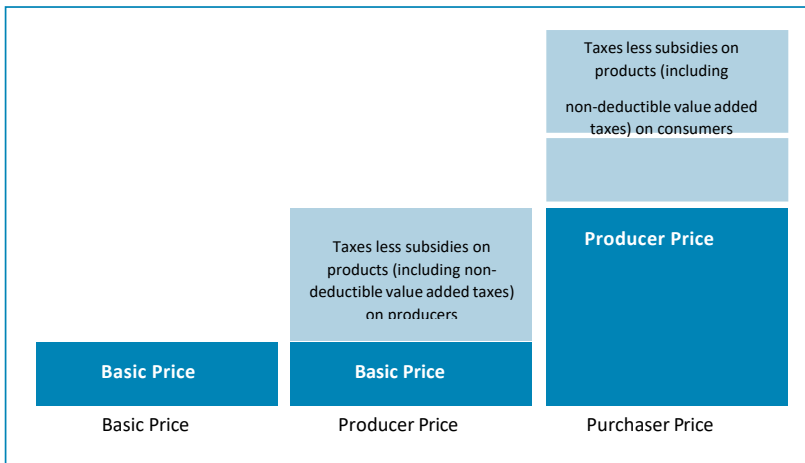 Taxes less subsidies on
products (including
non-deductible value added
taxes) on consumers
Taxes less subsidies on
products (including non-
deductible value added taxes)
on producers
Producer Price
Basic Price
Basic Price
Basic Price
Producer Price
Purchaser Price